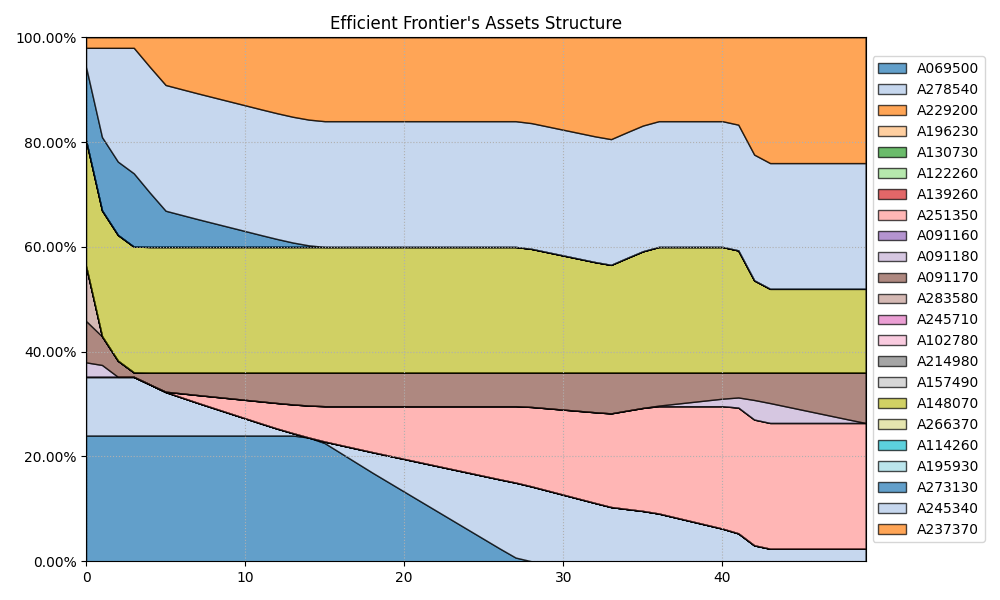 Efficient Frontier's Assets Structure
100.00%
80.00%
60.00%
40.00%
20.00%
0.00%
0
10
20
30
40
A069500
A278540
A229200
A196230
A130730
A122260
A139260
A251350
A091160
A091180
A091170
A283580
A245710
A102780
A214980
A157490
A148070
A266370
A114260
A195930
A273130
A245340
A237370